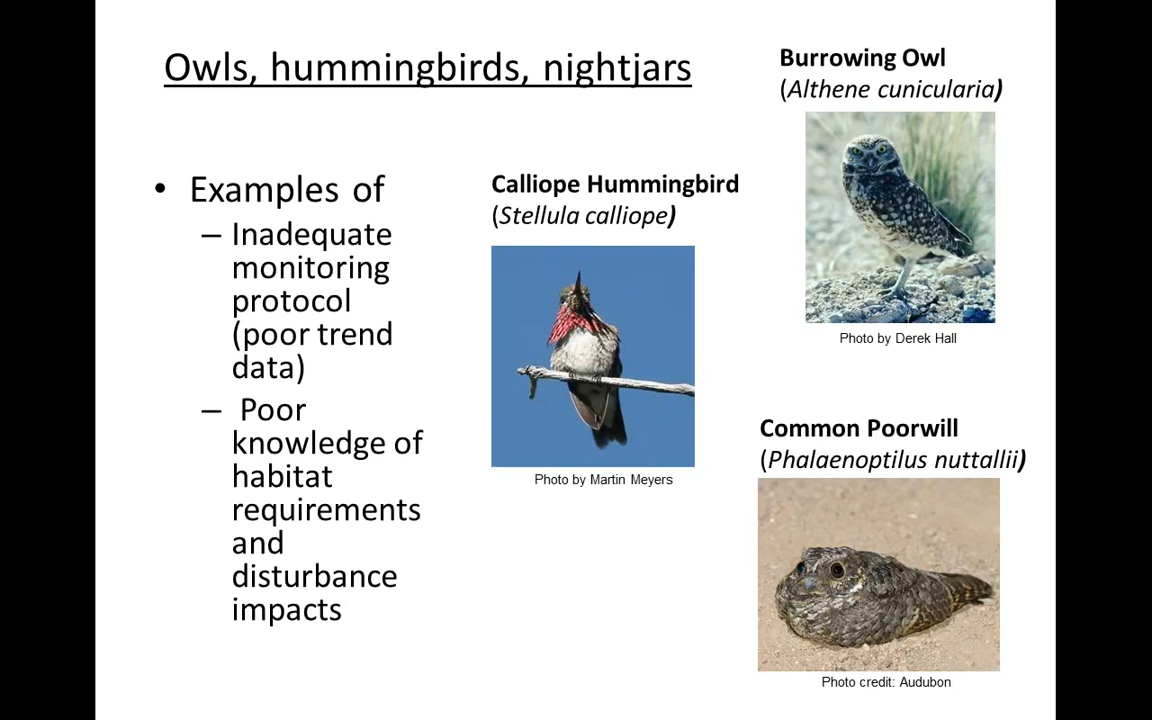 Owls, hummingbirds, nightjars
• Examples of
– Inadequate
monitoring
protocol
(poor trend
data)
– Poor
knowledge of
habitat
requirements
and
disturbance
impacts
Calliope Hummingbird
(Stellula calliope)
Photo by Martin Meyers
Burrowing Owl
(Althene cunicularia)
Photo by Derek Hall
Common Poorwill
(Phalaenoptilus nuttallii)
Photo credit: Audubon